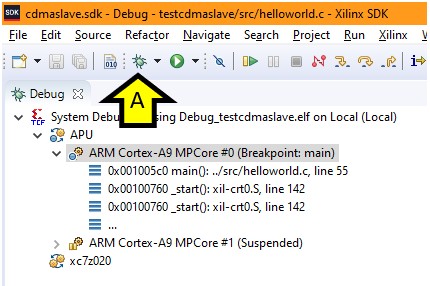 SDK cdmaslave.sdk - Debug - testcdmaslave/src/helloworld.c - Xilinx SDK
File Edit Source Refactor Navigate Search Project Run Xilinx
010
A
Debug
System Debu sing Debug_testcdmaslave.elf on Local (Local)
TCF
APU
ARM Cortex-A9 MPCore #0 (Breakpoint: main)
0x001005c0 main(): ../src/helloworld.c, line 55
0x00100760 _start(): xil-crt0.S, line 142
0x00100760 _start(): xil-crt0.S, line 142
...
ARM Cortex-A9 MPCore #1 (Suspended)
xc7z020